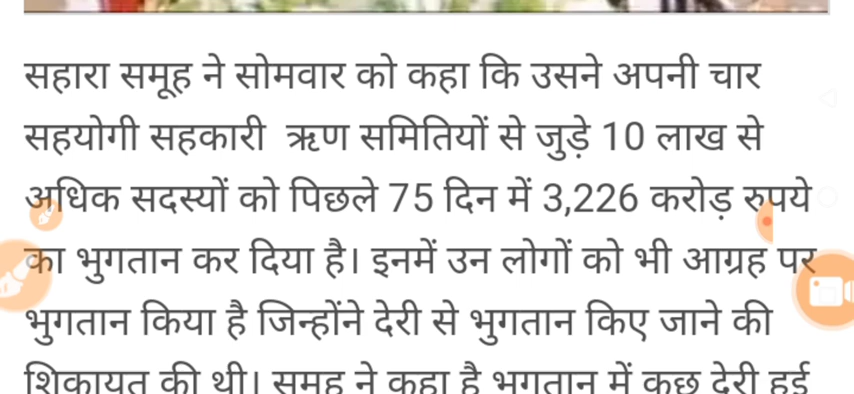 सहारा समूह ने सोमवार को कहा कि उसने अपनी चार
सहयोगी सहकारी ऋण समितियों से जुड़े 10 लाख से
अधिक सदस्यों को पिछले 75 दिन में 3,226 करोड़ रुपये
का भुगतान कर दिया है। इनमें उन लोगों को भी आग्रह पर
भुगतान किया है जिन्होंने देरी से भुगतान किए जाने की
शिकायत की थी। समूह ने कहा है भुगतान में कुछ देरी हुई